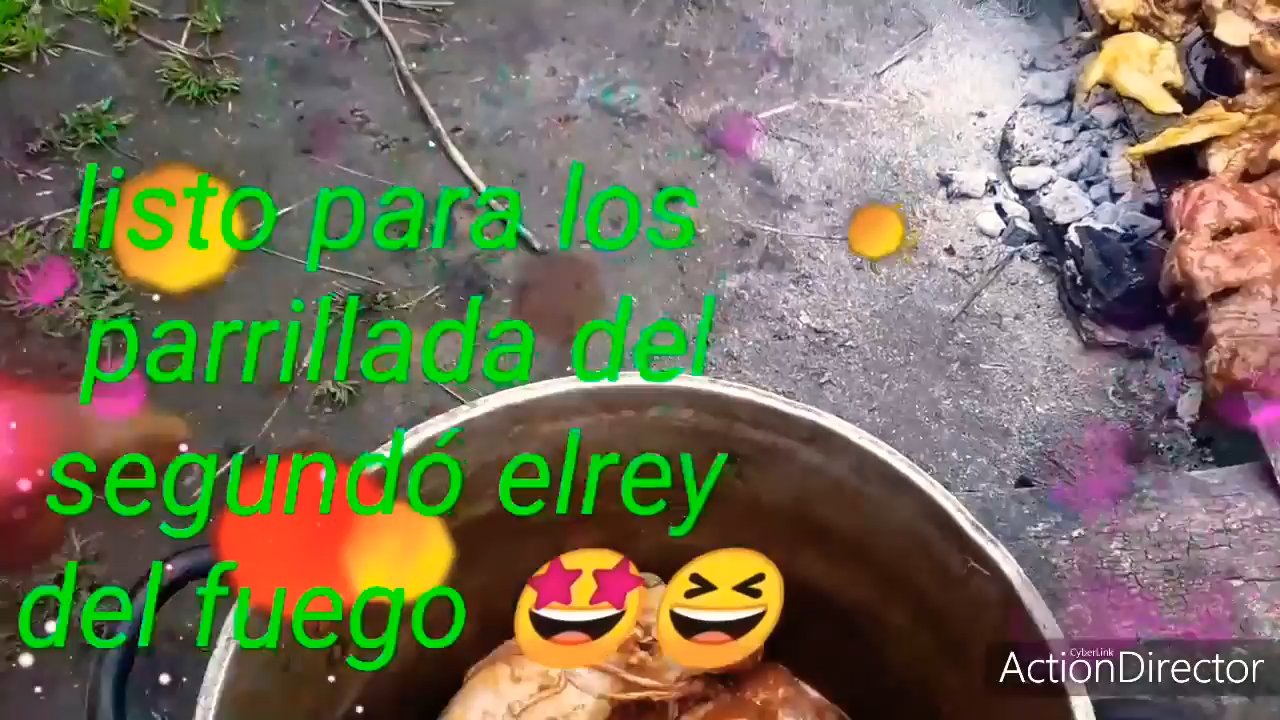 listo para los
parrillada del
segundó elrey
del fuego 🤩😆
CyberLink
ActionDirector